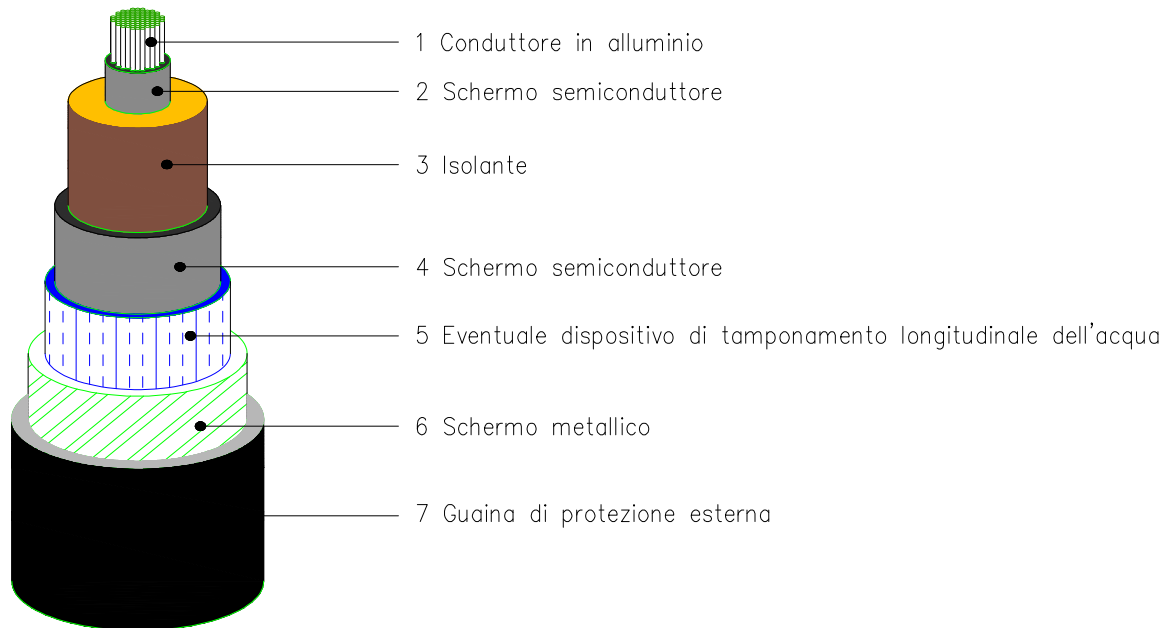 1 Conduttore in alluminio
2 Schermo semiconduttore
3 Isolante
4 Schermo semiconduttore
5 Eventuale dispositivo di tamponamento longitudinale dell'acqua
6 Schermo metallico
7 Guaina di protezione esterna